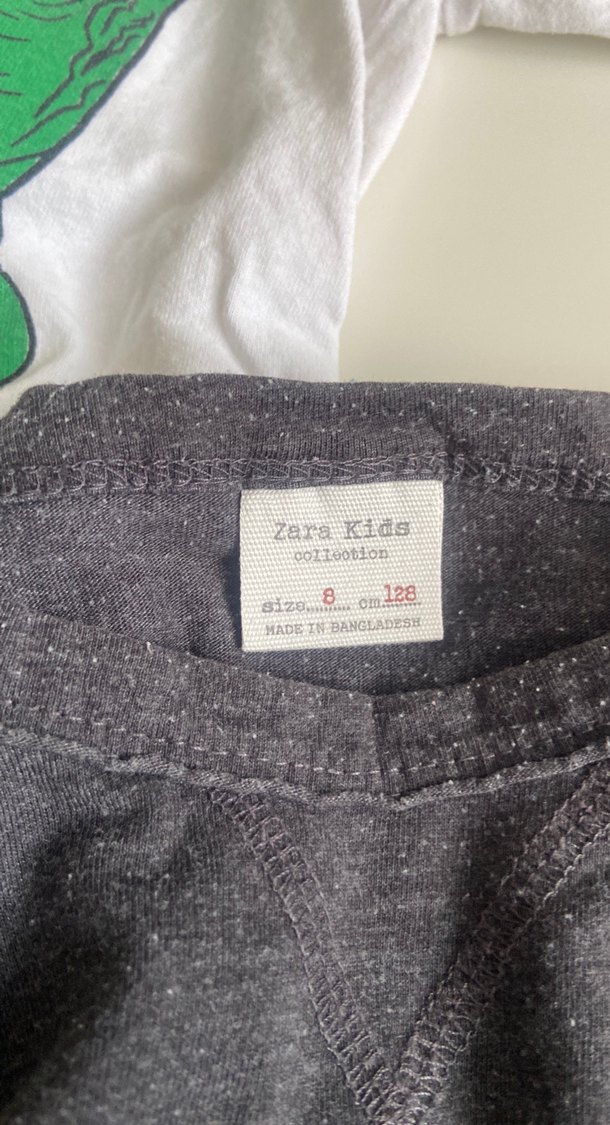 Zara Kids
collection
size....8.... cm.128...
MADE IN BANGLADESH